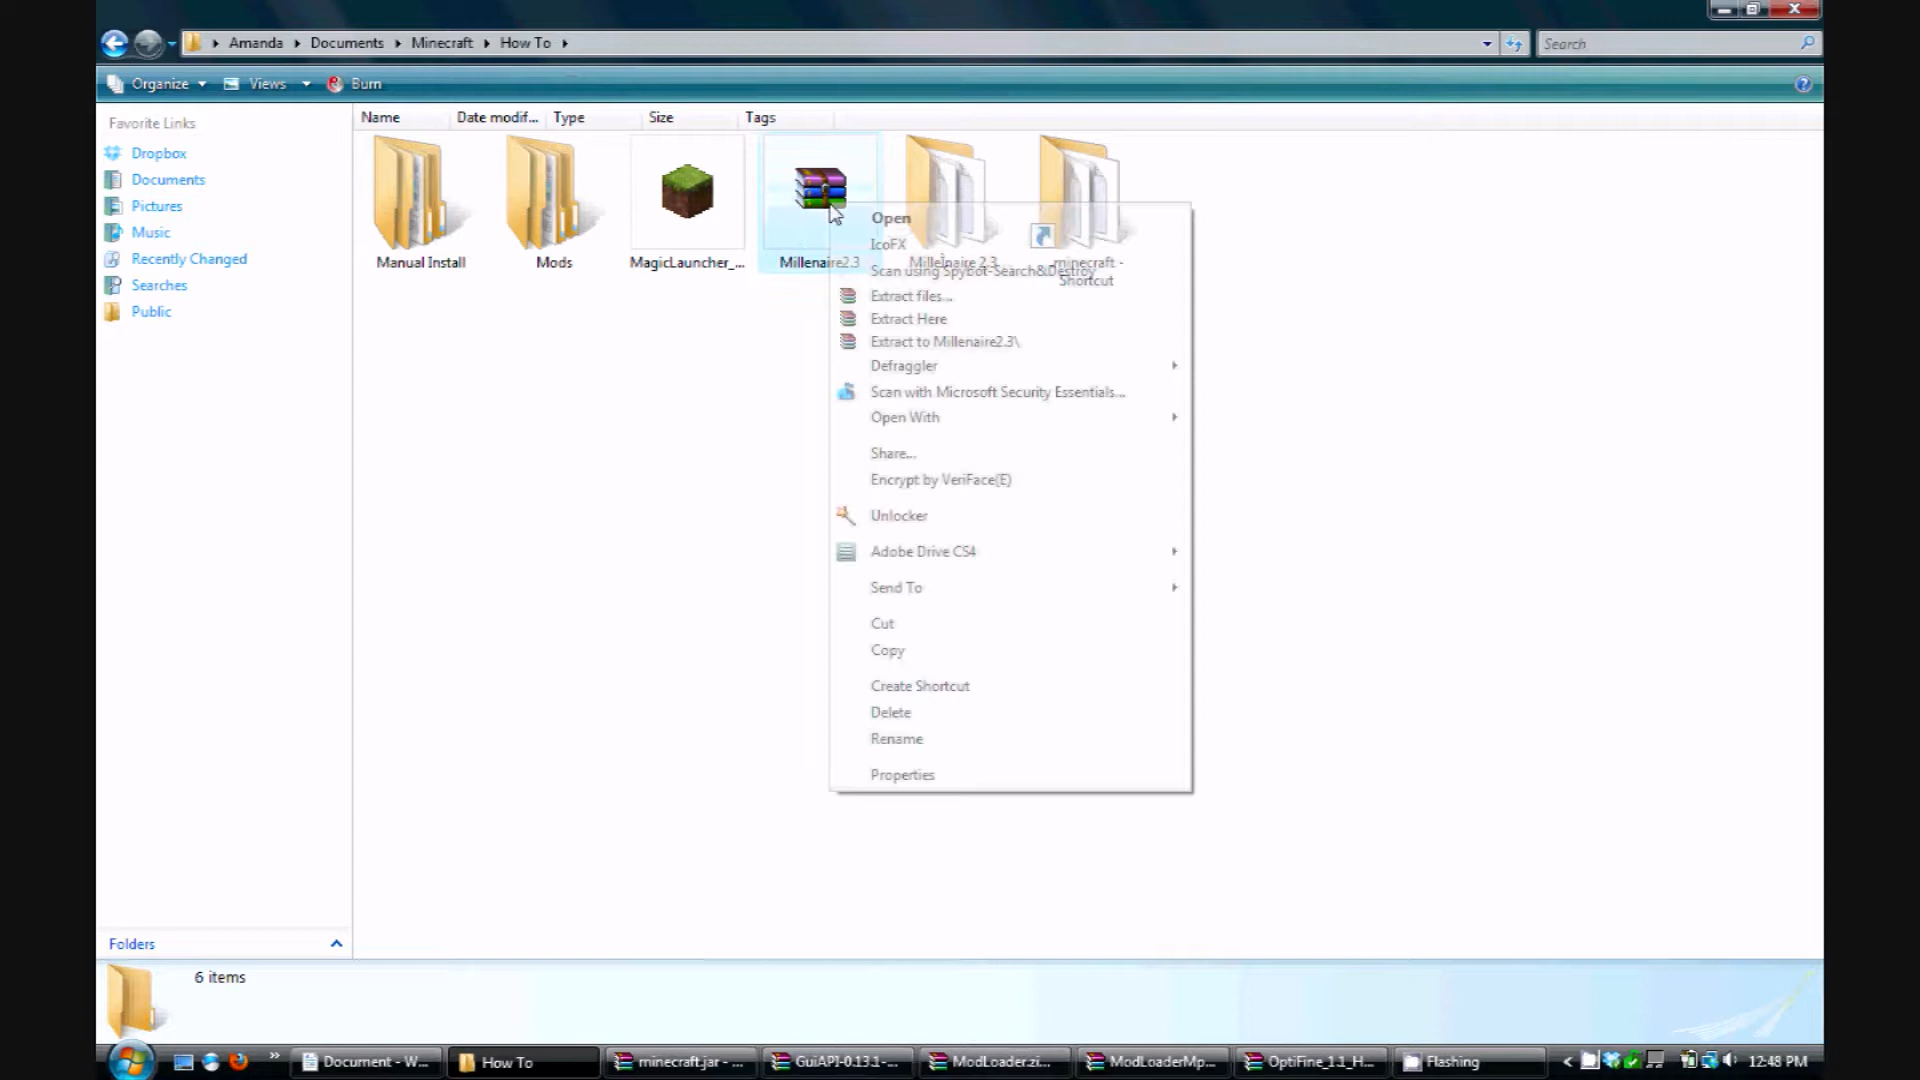 Amanda Documents Minecraft How To
Search
Organize Views Burn
Favorite Links
Dropbox
Documents
Pictures
Music
Recently Changed
Searches
Public
Folders
Name Date modif... Type Size Tags
Manual Install
Mods
MagicLauncher_...
Millenaire2.3
Millenaire 2.3
minecraft -
Shortcut
Open
IcoFX
Scan using Spybot-Search&Destroy
Extract files...
Extract Here
Extract to Millenaire2.3\
Defraggler
Scan with Microsoft Security Essentials...
Open With
Share...
Encrypt by VeriFace(E)
Unlocker
Adobe Drive CS4
Send To
Cut
Copy
Create Shortcut
Delete
Rename
Properties
6 items
» Document - W... How To minecraft.jar - ... GuiAPI-0.13.1-... ModLoader.zi... ModLoaderMp... OptiFine_1.1_H... Flashing < 12:48 PM